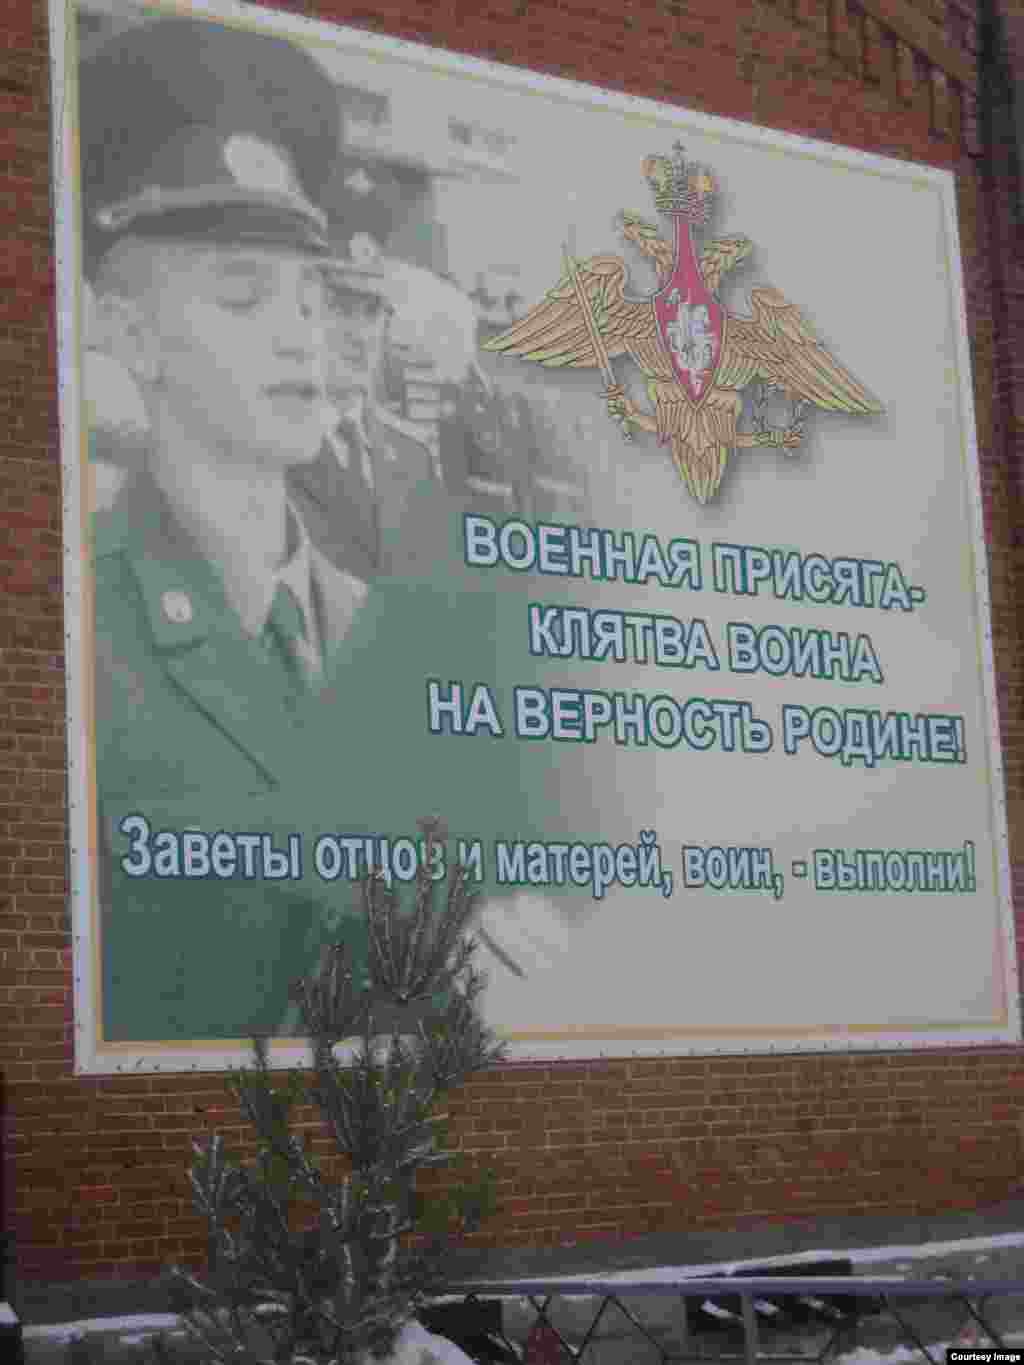 ВОЕННАЯ ПРИСЯГА-
КЛЯТВА ВОИНА
НА ВЕРНОСТЬ РОДИНЕ!
Заветы отцов и матерей, воин, - выполни!
Courtesy Image